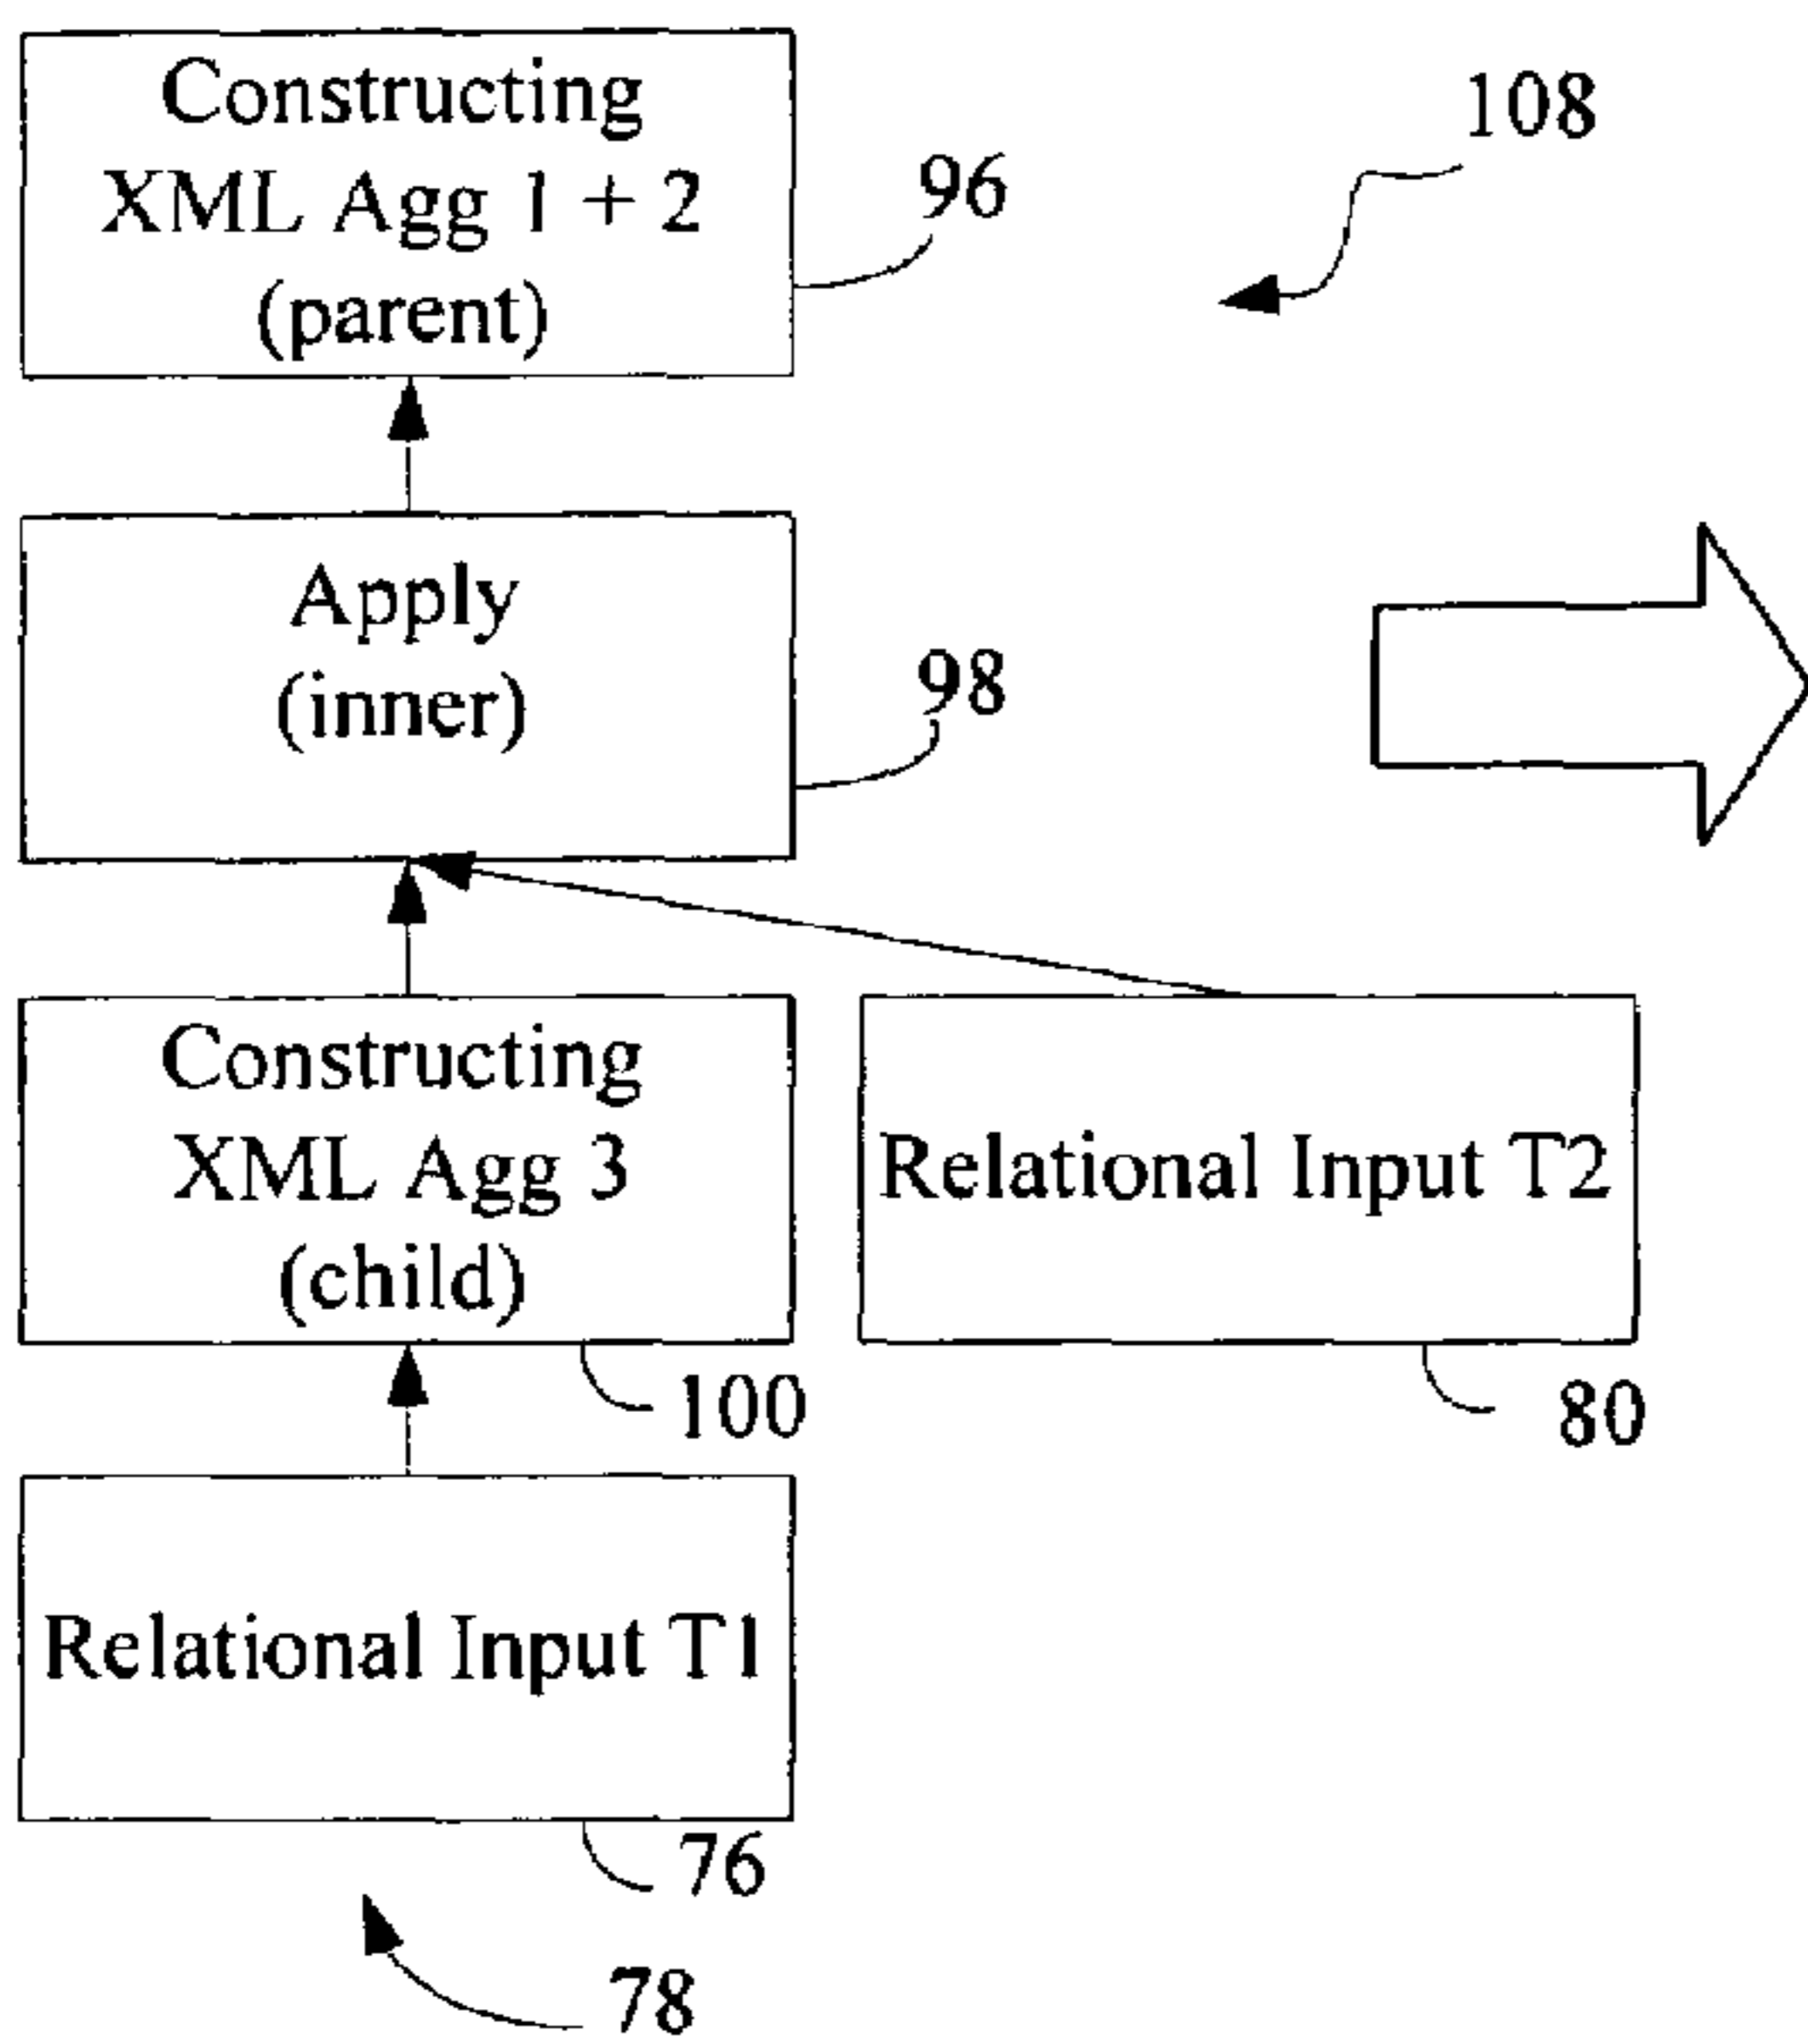 Constructing
XML Agg 1 + 2
(parent)
96
108
Apply
(inner)
98
Constructing
XML Agg 3
(child)
100
Relational Input T2
80
Relational Input T1
76
78